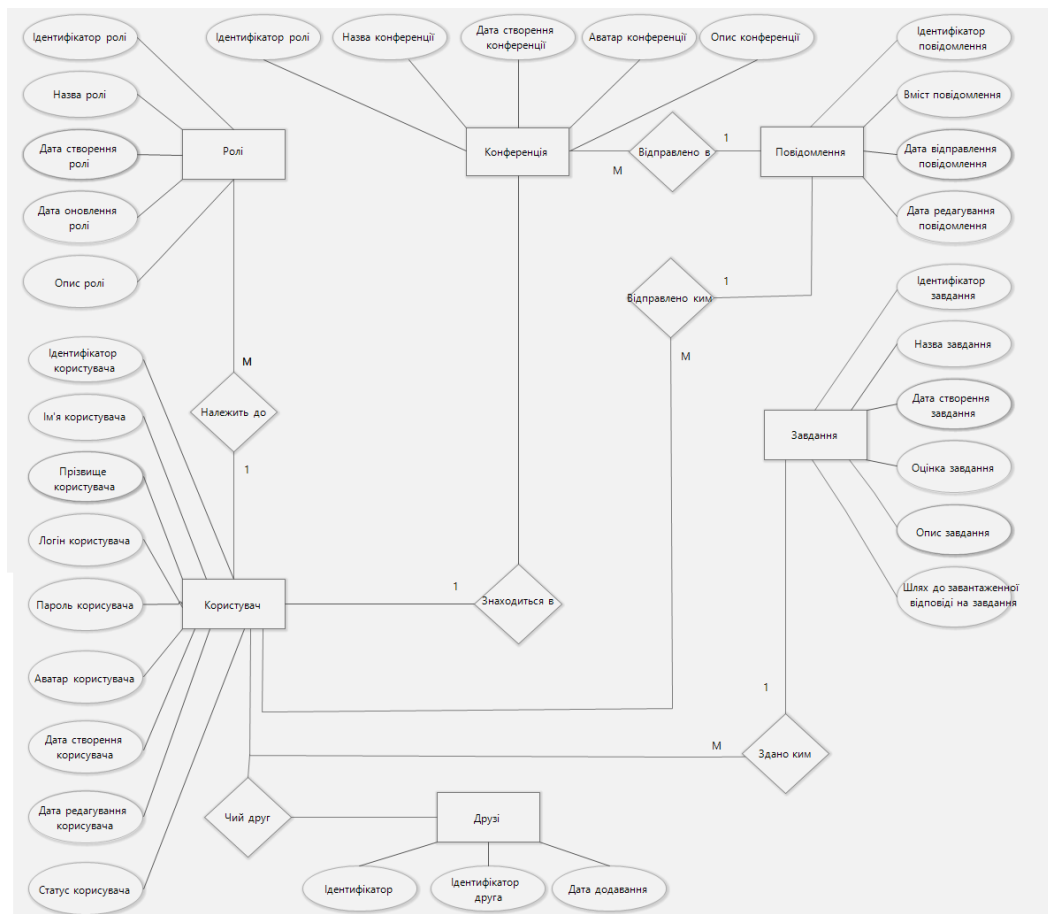 Ідентифікатор ролі
Ідентифікатор ролі
Назва конференції
Дата створення
конференції
Аватар конференції
Опис конференції
Ідентифікатор
повідомлення
Назва ролі
Вміст повідомлення
Дата створення
ролі
Ролі
Конференція
Відправлено в
М
1
Повідомлення
Дата відправлення
повідомлення
Дата оновлення
ролі
Дата редагування
повідомлення
Опис ролі
Відправлено ким
1
М
Ідентифікатор
завдання
Назва завдання
Ідентифікатор
користувача
М
Належить до
1
Ім'я користувача
Дата створення
завдання
Завдання
Оцінка завдання
Прізвище
користувача
Логін користувача
Опис завдання
Шлях до завантаженної
відповіді на завдання
Пароль корисувача
Користувач
1
Знаходиться в
Аватар користувача
1
Дата створення
корисувача
М
Здано ким
Дата редагування
корисувача
Чий друг
Друзі
Статус корисувача
Ідентифікатор
Ідентифікатор
друга
Дата додавання